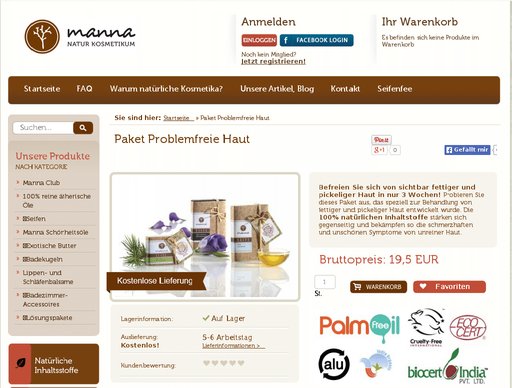 manna
NATUR KOSMETIKUM
Anmelden
EINLOGGEN
FACEBOOK LOGIN
Noch kein Mitglied?
Jetzt registrieren!
Ihr Warenkorb
Es befinden sich keine Produkte im
Warenkorb
Startseite
FAQ
Warum natürliche Kosmetika?
Unsere Artikel, Blog
Kontakt
Seifenfee
Suchen...
Sie sind hier: Startseite » Paket Problemfreie Haut
Unsere Produkte
NACH KATEGORIE
Manna Club
100% reine ätherische
Öle
Seifen
Manna Schönheitsöle
Exotische Butter
Badekugeln
Lippen- und
Schläfenbalsame
Badezimmer-
Accessoires
Lösungspakete
Natürliche
Inhaltsstoffe
Paket Problemfreie Haut
Pin it
+1
0
Gefällt mir
Kostenlose Lieferung
Befreien Sie sich von sichtbar fettiger und
pickeliger Haut in nur 3 Wochen! Probieren Sie
dieses Paket aus, das speziell zur Behandlung von
fettiger und pickeliger Haut entwickelt wurde. Die
100% natürlichen Inhaltstoffe stärken sich
gegenseitig und bekämpfen so die schmerzhaften
und unschönen Symptome von unreiner Haut.
Bruttopreis: 19,5 EUR
1
St.
WARENKORB
Favoriten
Lagerinformation:
Auf Lager
Auslieferung:
Kostenlos!
5-6 Arbeitstag
Lieferinformationen >...
Kundenbewertung:
Palm free oil
Cruelty-Free
INTERNATIONAL
ECO
CERT
alu
biocert India
PVT. LTD.